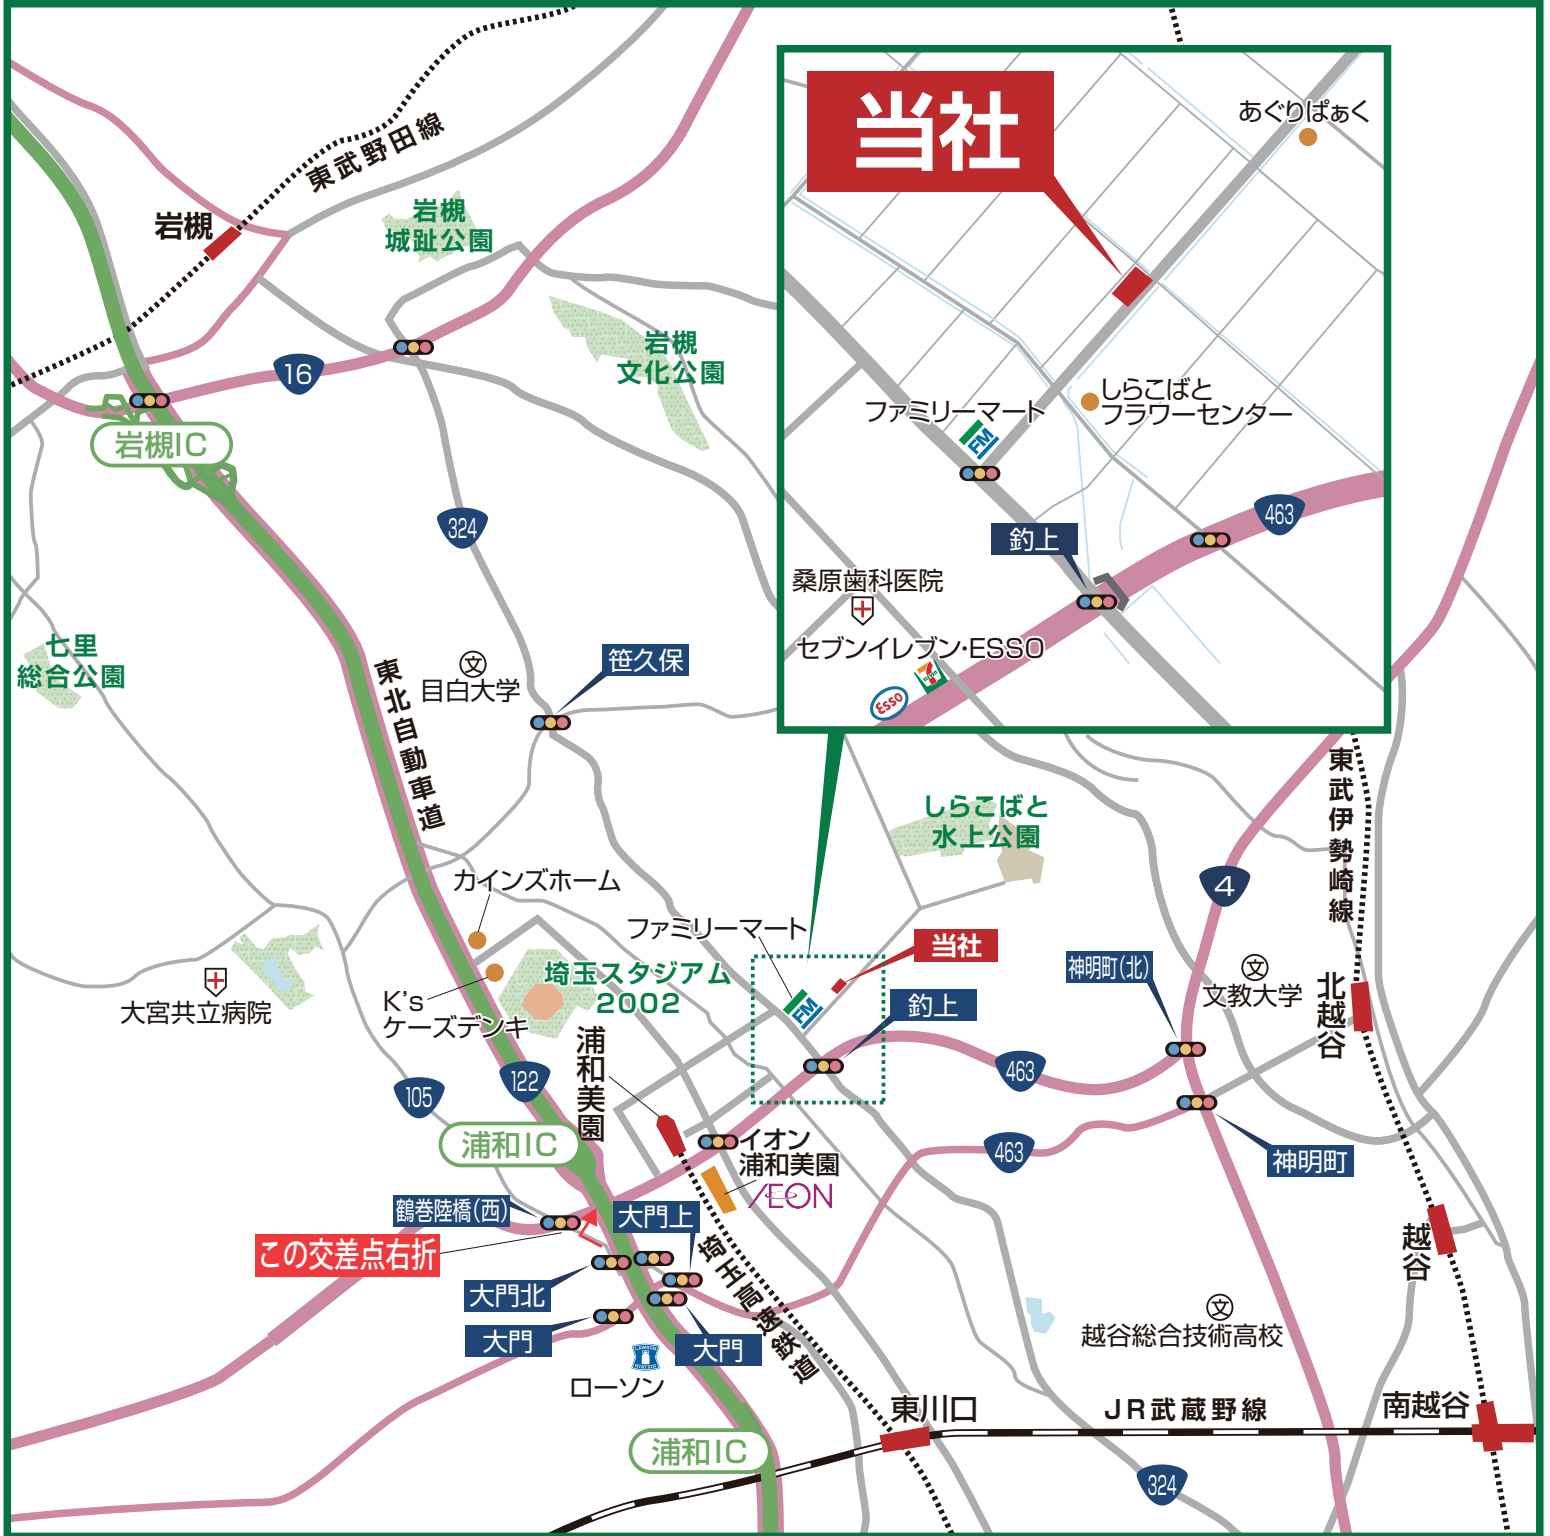 東武野田線
岩槻
岩槻
城趾公園
当社
あぐりぱぁく
岩槻
文化公園
16
岩槻IC
しらこばと
フラワーセンター
ファミリーマート
FM
463
324
釣上
桑原歯科医院
セブンイレブン・ESSO
Esso
七里
総合公園
東北自動車道
文
目白大学
笹久保
東武伊勢崎線
しらこばと
水上公園
4
カインズホーム
ファミリーマート
当社
神明町(北)
文
文教大学
北越谷
大宮共立病院
K's
ケーズデンキ
埼玉スタジアム
2002
FM
釣上
浦和美園
105
122
463
463
浦和IC
イオン
浦和美園
ÆON
神明町
鶴巻陸橋(西)
大門上
この交差点右折
埼玉高速鉄道
越谷
大門北
大門
大門
ローソン
文
越谷総合技術高校
東川口
JR武蔵野線
南越谷
浦和IC
324